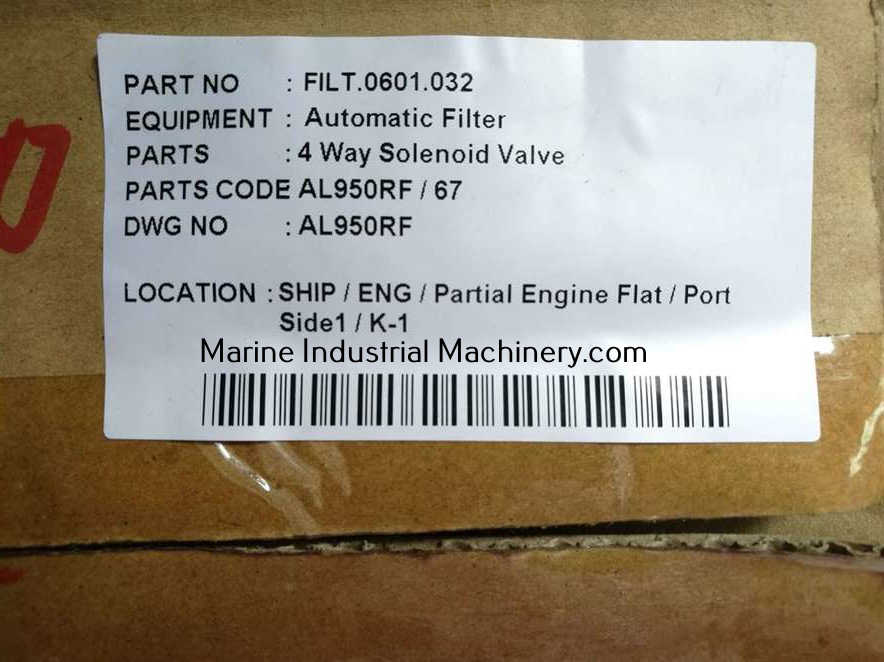 PART NO : FILT.0601.032
EQUIPMENT : Automatic Filter
PARTS : 4 Way Solenoid Valve
PARTS CODE AL950RF / 67
DWG NO : AL950RF
LOCATION : SHIP / ENG / Partial Engine Flat / Port
Side1 / K-1
Marine Industrial Machinery.com